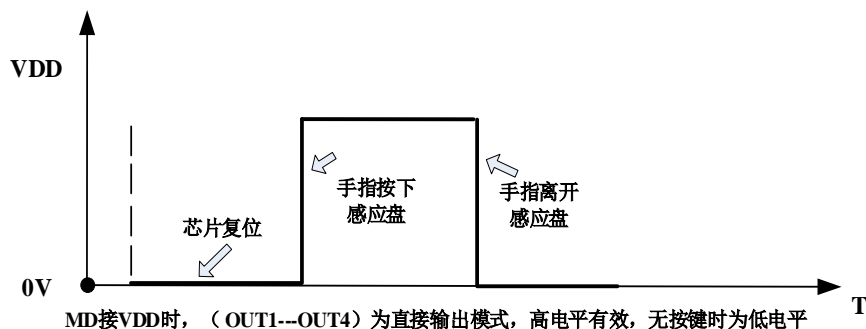 VDD
手指按下
感应盘
手指离开
感应盘
芯片复位
0V
T
MD接VDD时，（OUT1---OUT4）为直接输出模式，高电平有效，无按键时为低电平